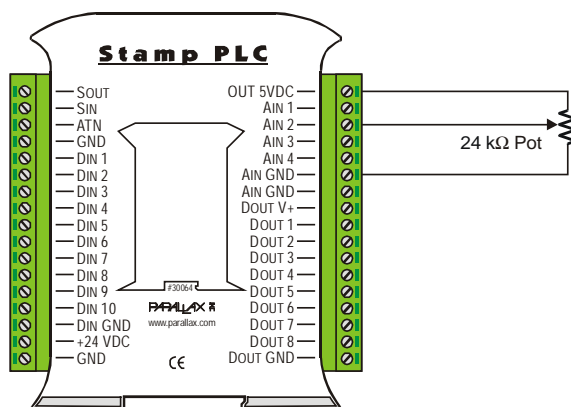 Stamp PLC
SOUT
SIN
ATN
GND
DIN 1
DIN 2
DIN 3
DIN 4
DIN 5
DIN 6
DIN 7
DIN 8
DIN 9
DIN 10
DIN GND
+24 VDC
GND
OUT 5VDC
AIN 1
AIN 2
AIN 3
AIN 4
AIN GND
AIN GND
DOUT V+
DOUT 1
DOUT 2
DOUT 3
DOUT 4
DOUT 5
DOUT 6
DOUT 7
DOUT 8
DOUT GND
24 kΩ Pot
#30064
PARALLAX
www.parallax.com
CE